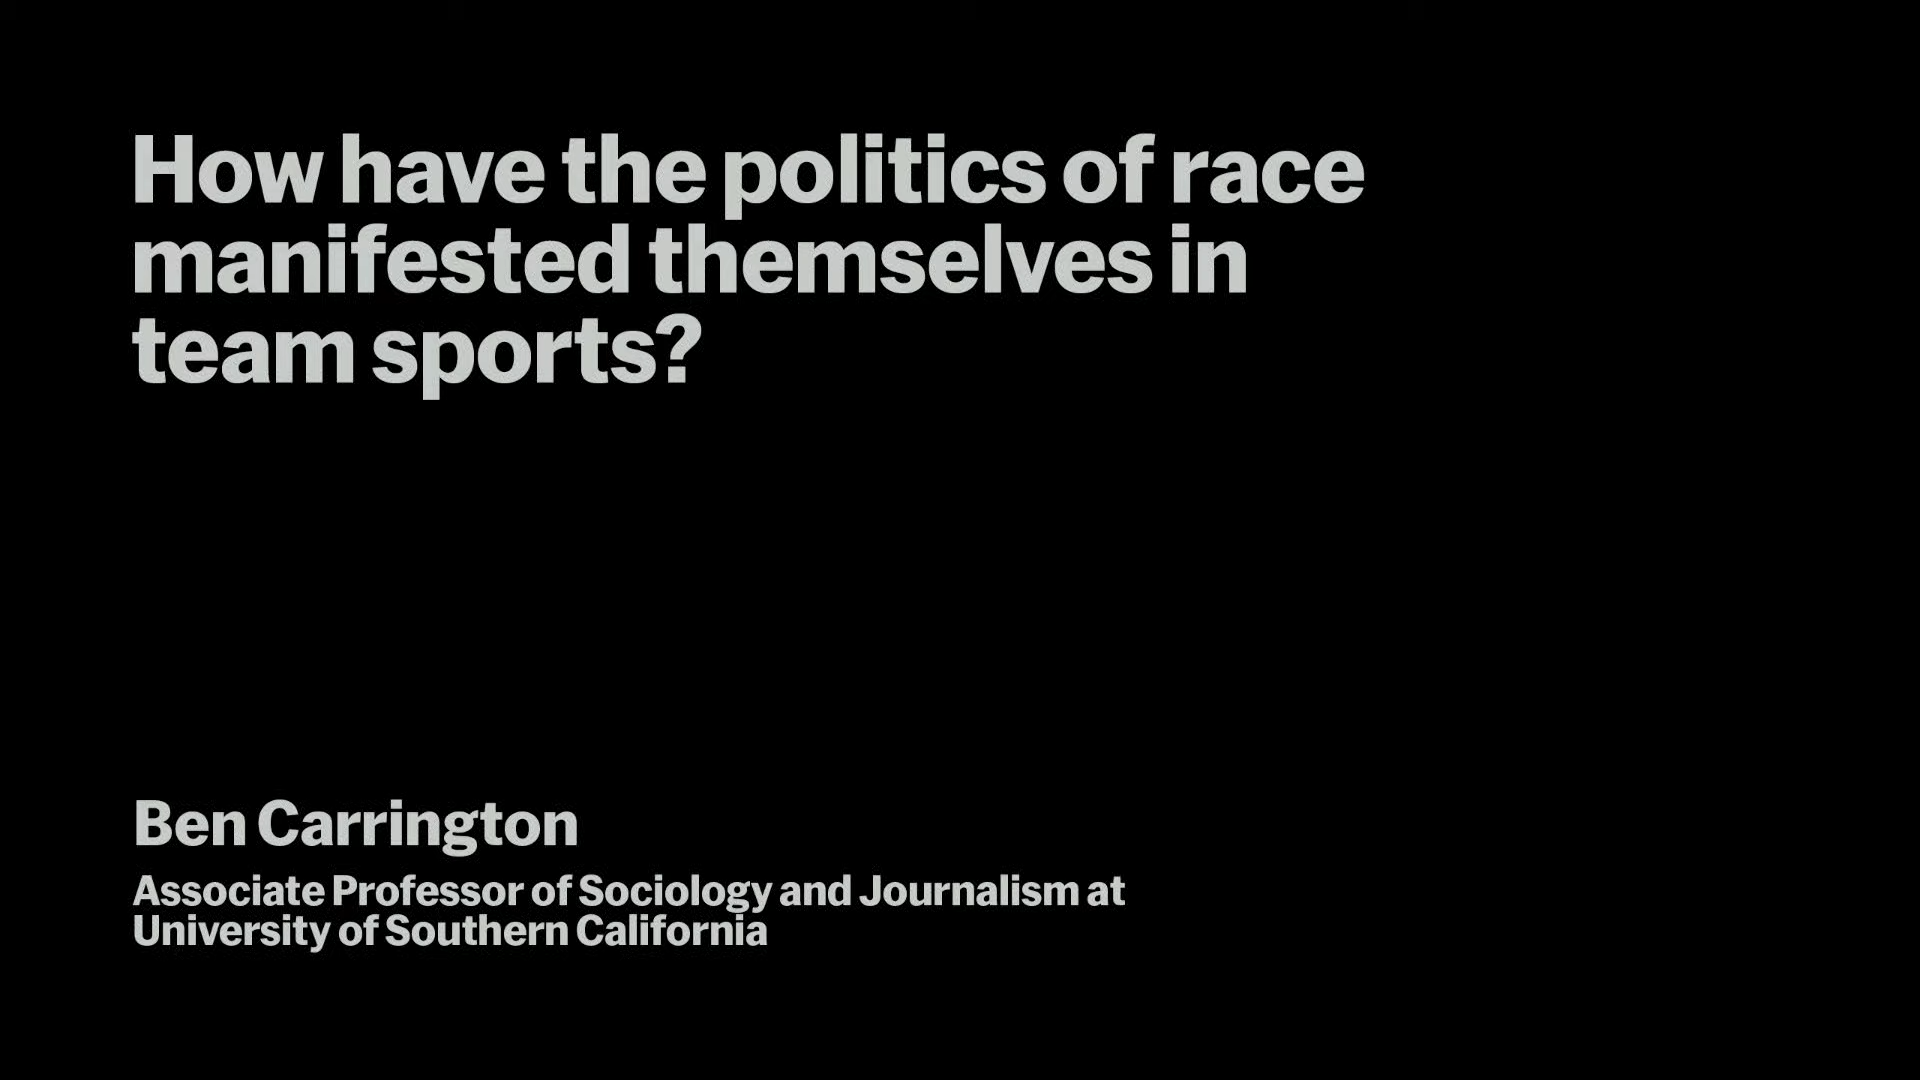 How have the politics of race
manifested themselves in
team sports?
Ben Carrington
Associate Professor of Sociology and Journalism at
University of Southern California